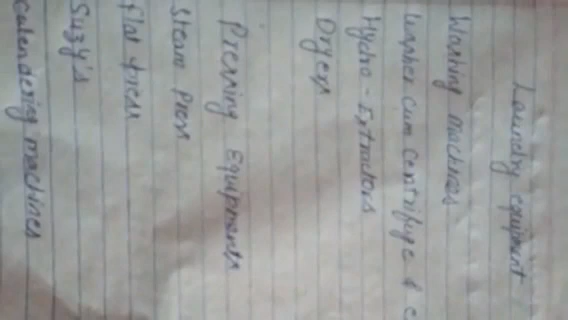 Laundry equipment
Washing machines
Washer cum centrifuge &
Hydro-Extractors
Dryers
Pressing Equipments
Steam Press
flat press
Suzy's
Calendering machines